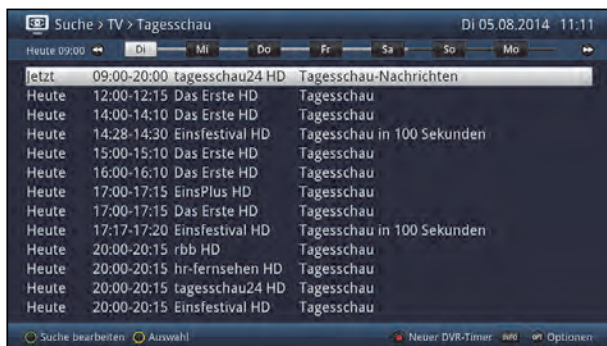 Suche > TV > Tagesschau Di 05.08.2014 11:11
Heute 09:00 Di Mi Do Fr Sa So Mo
Jetzt 09:00-20:00 tagesschau24 HD Tagesschau-Nachrichten
Heute 12:00-12:15 Das Erste HD Tagesschau
Heute 14:00-14:10 Das Erste HD Tagesschau
Heute 14:28-14:30 Einsfestival HD Tagesschau in 100 Sekunden
Heute 15:00-15:10 Das Erste HD Tagesschau
Heute 16:00-16:10 Das Erste HD Tagesschau
Heute 17:00-17:15 EinsPlus HD Tagesschau
Heute 17:00-17:15 Das Erste HD Tagesschau
Heute 17:17-17:20 Einsfestival HD Tagesschau in 100 Sekunden
Heute 20:00-20:15 rbb HD Tagesschau
Heute 20:00-20:15 hr-fernsehen HD Tagesschau
Heute 20:00-20:15 tagesschau24 HD Tagesschau
Heute 20:00-20:15 Einsfestival HD Tagesschau
Suche bearbeiten Auswahl Neuer DVR-Timer INFO OPT Optionen